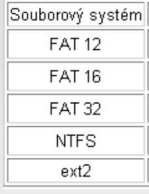 Souborový systém
FAT 12
FAT 16
FAT 32
NTFS
ext2